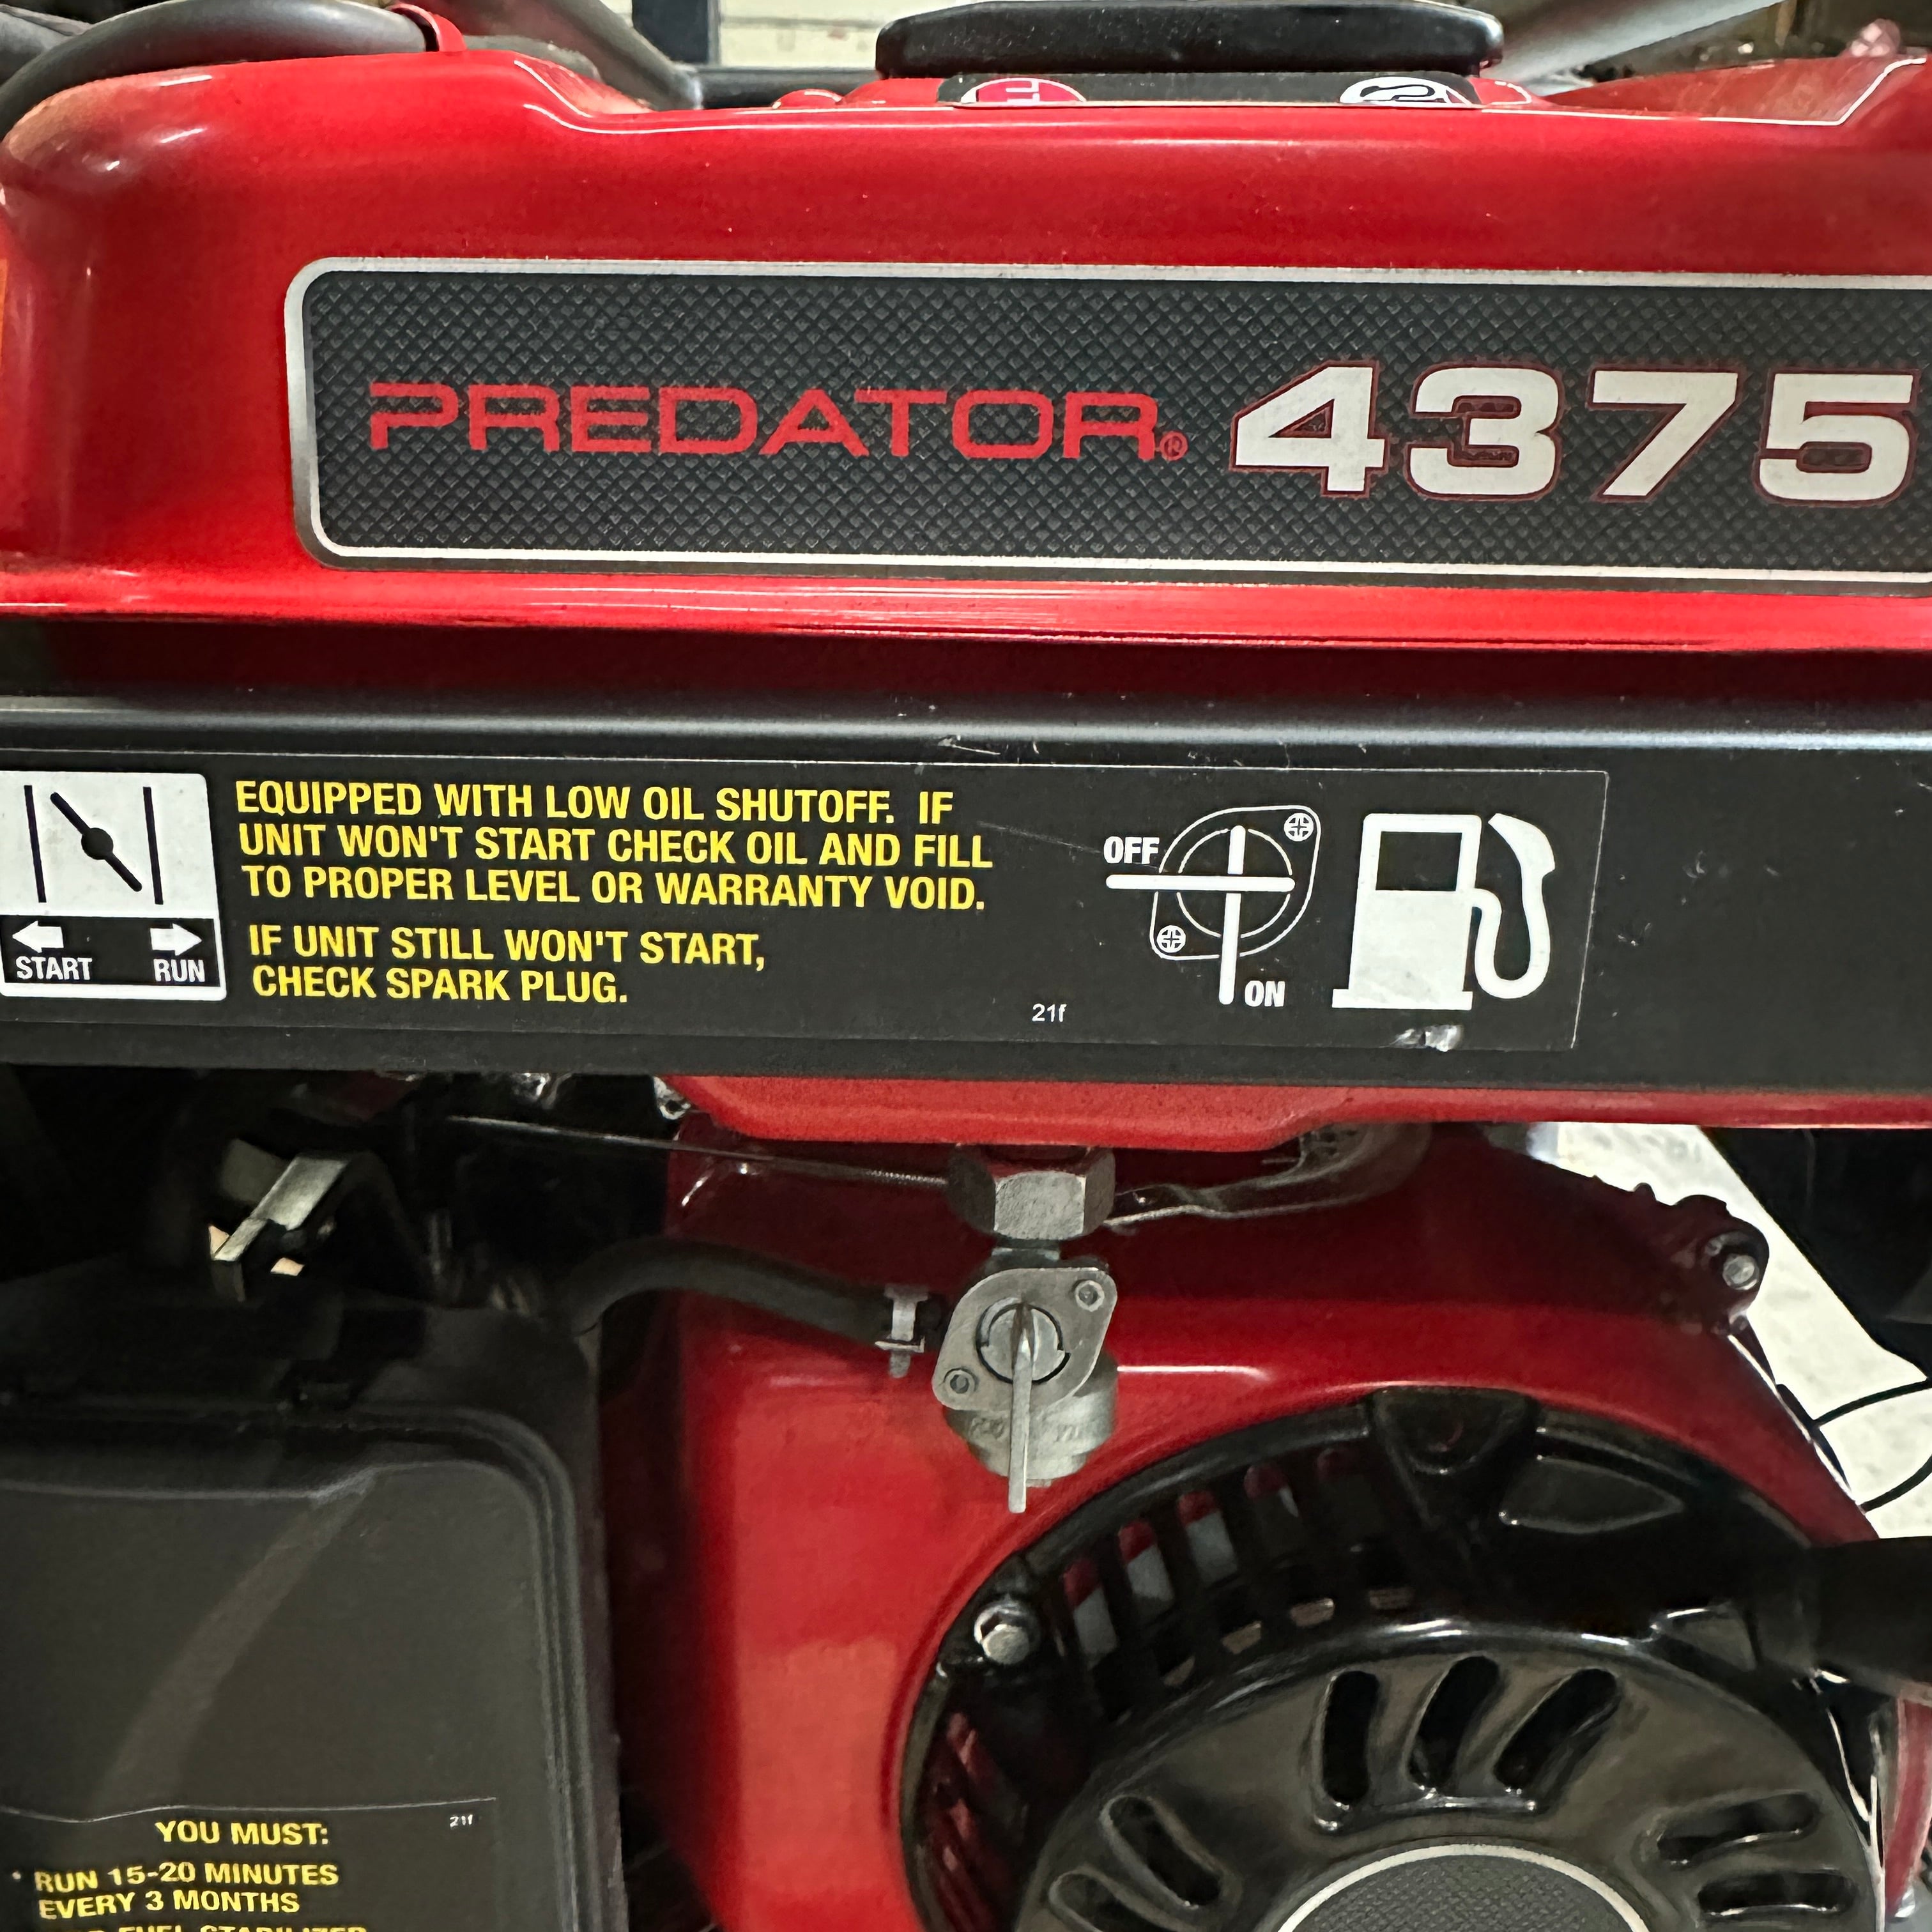 PREDATOR® 4375
EQUIPPED WITH LOW OIL SHUTOFF. IF
UNIT WON'T START CHECK OIL AND FILL
TO PROPER LEVEL OR WARRANTY VOID.
IF UNIT STILL WON'T START,
CHECK SPARK PLUG.
START RUN
21f
OFF
ON
YOU MUST:
21f
• RUN 15-20 MINUTES
EVERY 3 MONTHS
FUEL STABILIZER